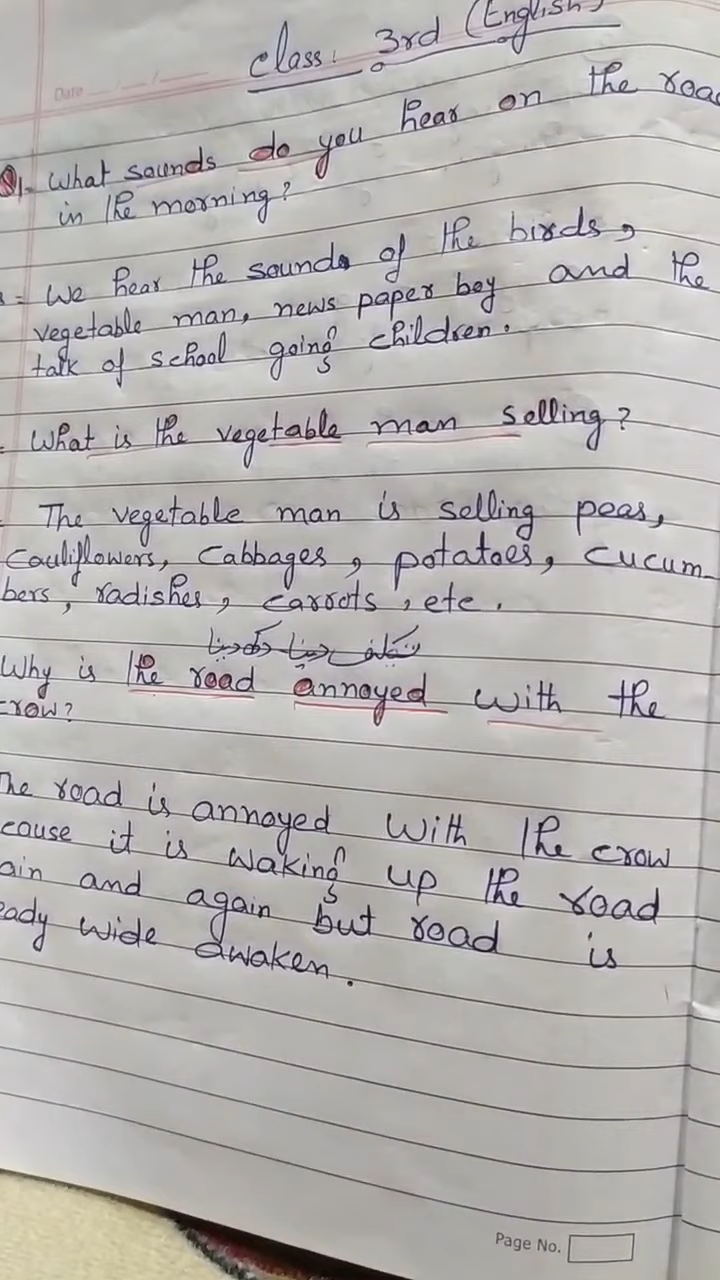 Class: 3rd (English)
Date
Q1- What sounds do you hear on the road
in the morning?
- We hear the sounds of the birds,
vegetable man, news paper boy and the
talk of school going children.
What is the vegetable man selling?
The vegetable man is selling peas,
Cauliflowers, Cabbages, potatoes, cucum-
bers, radishes, carrots, etc.
Why is the road annoyed with the
crow?
The road is annoyed with the crow
cause it is waking up the road
ain and again but road is
eady wide awaken.
Page No.